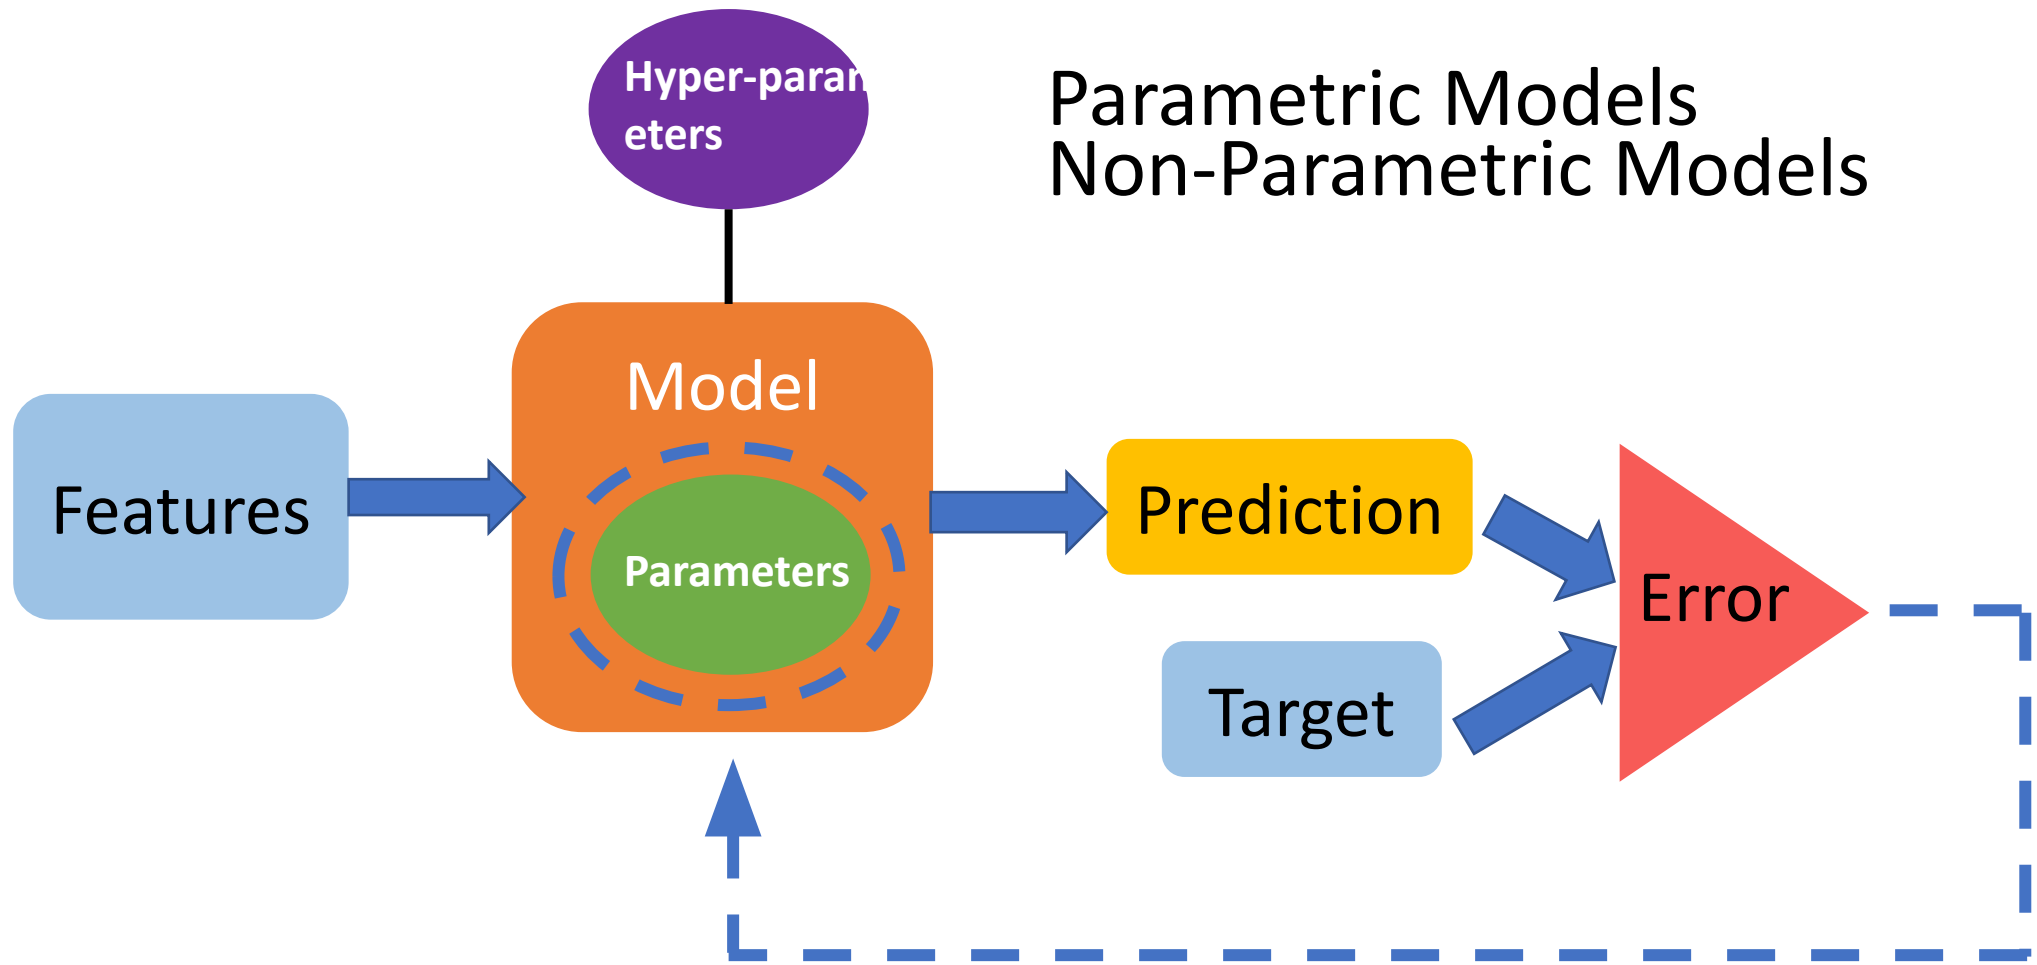 Hyper-param
eters
Parametric Models
Non-Parametric Models
Model
Features
Parameters
Prediction
Error
Target